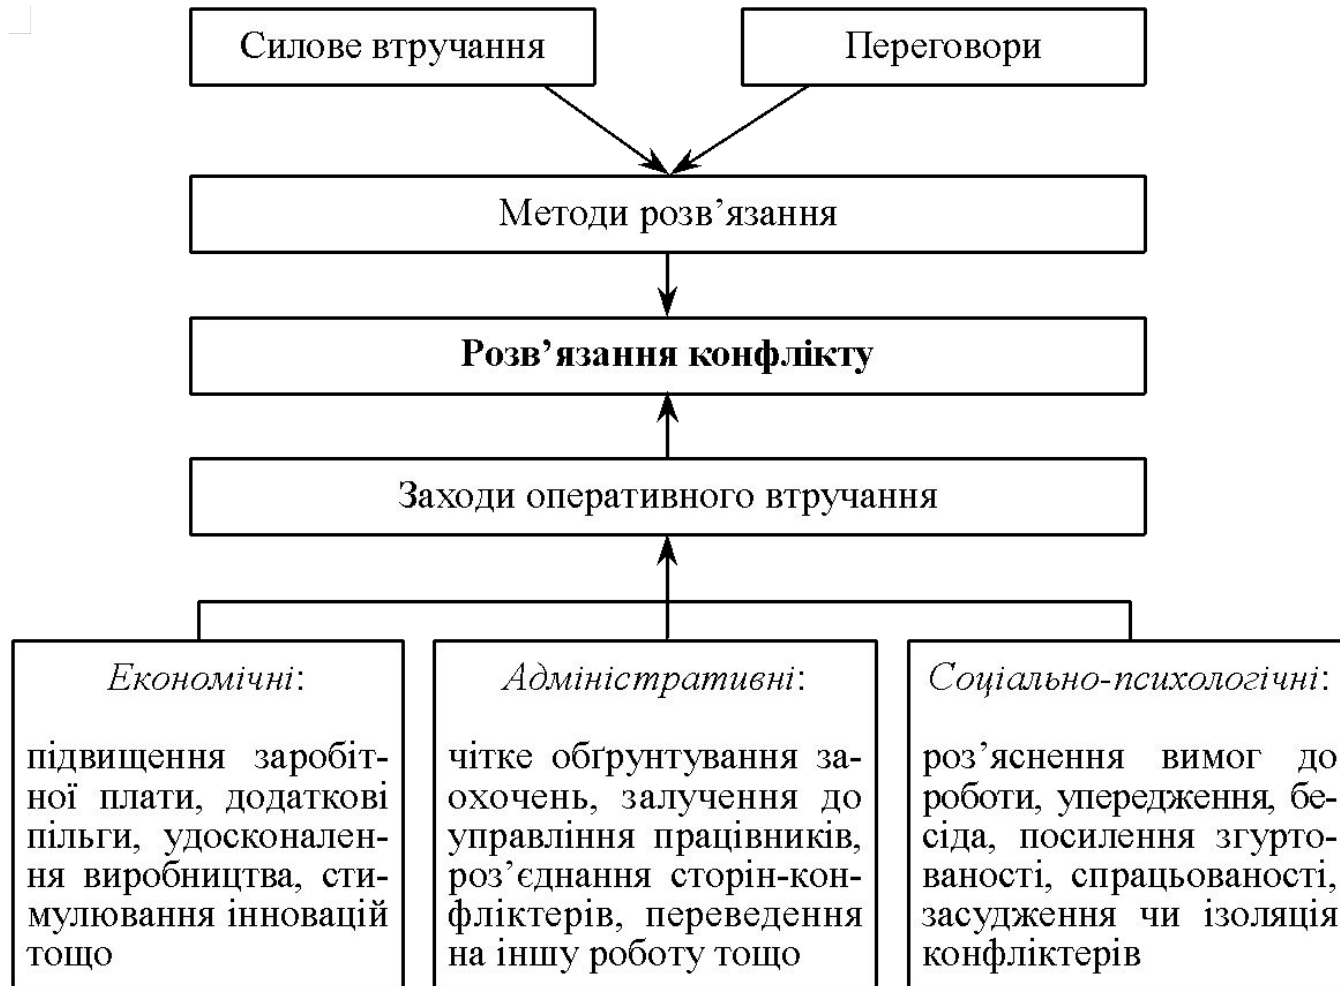 Силове втручання
Переговори
Методи розв’язання
Розв’язання конфлікту
Заходи оперативного втручання
Економічні:
підвищення заробіт-
ної плати, додаткові
пільги, удосконален-
ня виробництва, сти-
мулювання інновацій
тощо
Адміністративні:
чітке обґрунтування за-
охочень, залучення до
управління працівників,
роз’єднання сторін-кон-
фліктерів, переведення
на іншу роботу тощо
Соціально-психологічні:
роз’яснення вимог до
роботи, упередження, бе-
сіда, посилення згурто-
ваності, спрацьованості,
засудження чи ізоляція
конфліктерів